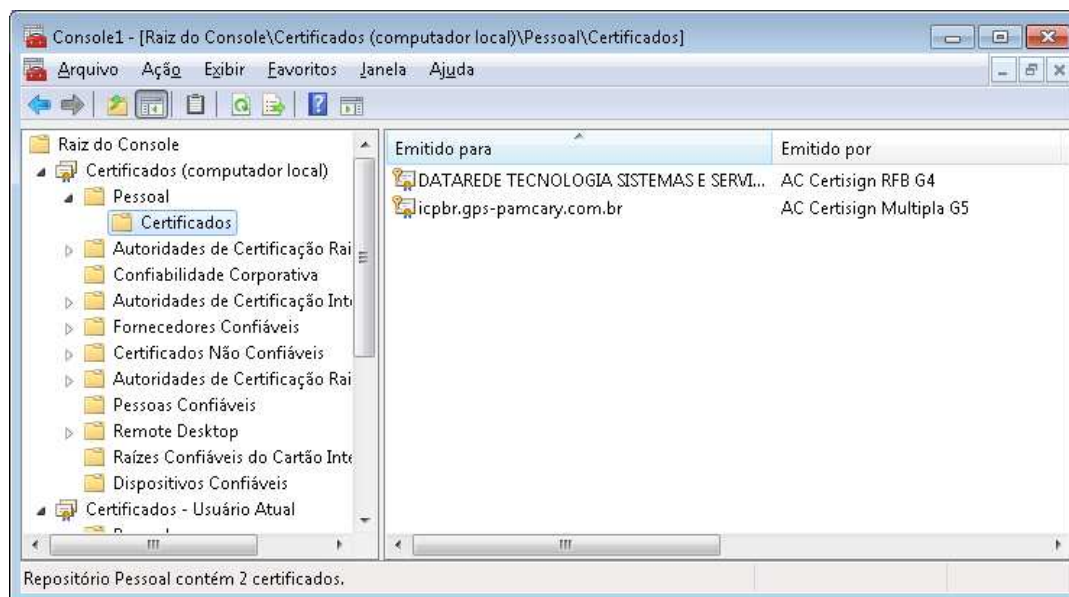 Console1 - [Raiz do Console\Certificados (computador local)\Pessoal\Certificados]
Arquivo Ação Exibir Favoritos Janela Ajuda
Raiz do Console
Certificados (computador local)
Pessoal
Certificados
Autoridades de Certificação Rai
Confiabilidade Corporativa
Autoridades de Certificação Int
Fornecedores Confiáveis
Certificados Não Confiáveis
Autoridades de Certificação Rai
Pessoas Confiáveis
Remote Desktop
Raízes Confiáveis do Cartão Inte
Dispositivos Confiáveis
Certificados - Usuário Atual
Emitido para Emitido por
DATAREDE TECNOLOGIA SISTEMAS E SERVI... AC Certisign RFB G4
icpbr.gps-pamcary.com.br AC Certisign Multipla G5
Repositório Pessoal contém 2 certificados.